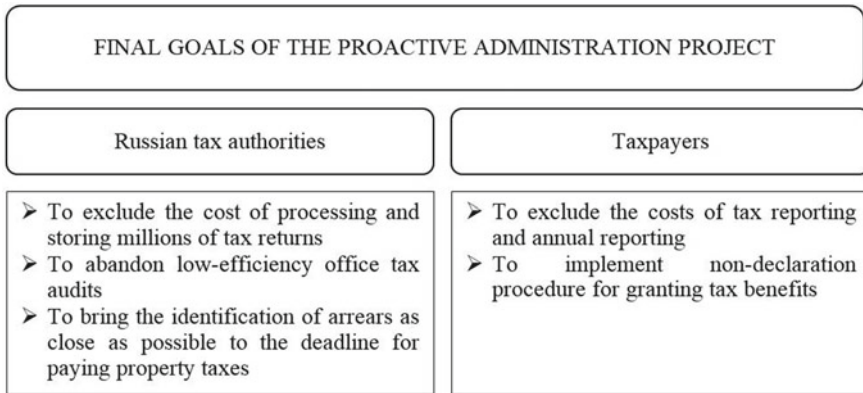 FINAL GOALS OF THE PROACTIVE ADMINISTRATION PROJECT
Russian tax authorities
➢ To exclude the cost of processing and
storing millions of tax returns
➢ To abandon low-efficiency office tax
audits
➢ To bring the identification of arrears as
close as possible to the deadline for
paying property taxes
Taxpayers
➢ To exclude the costs of tax reporting
and annual reporting
➢ To implement non-declaration
procedure for granting tax benefits